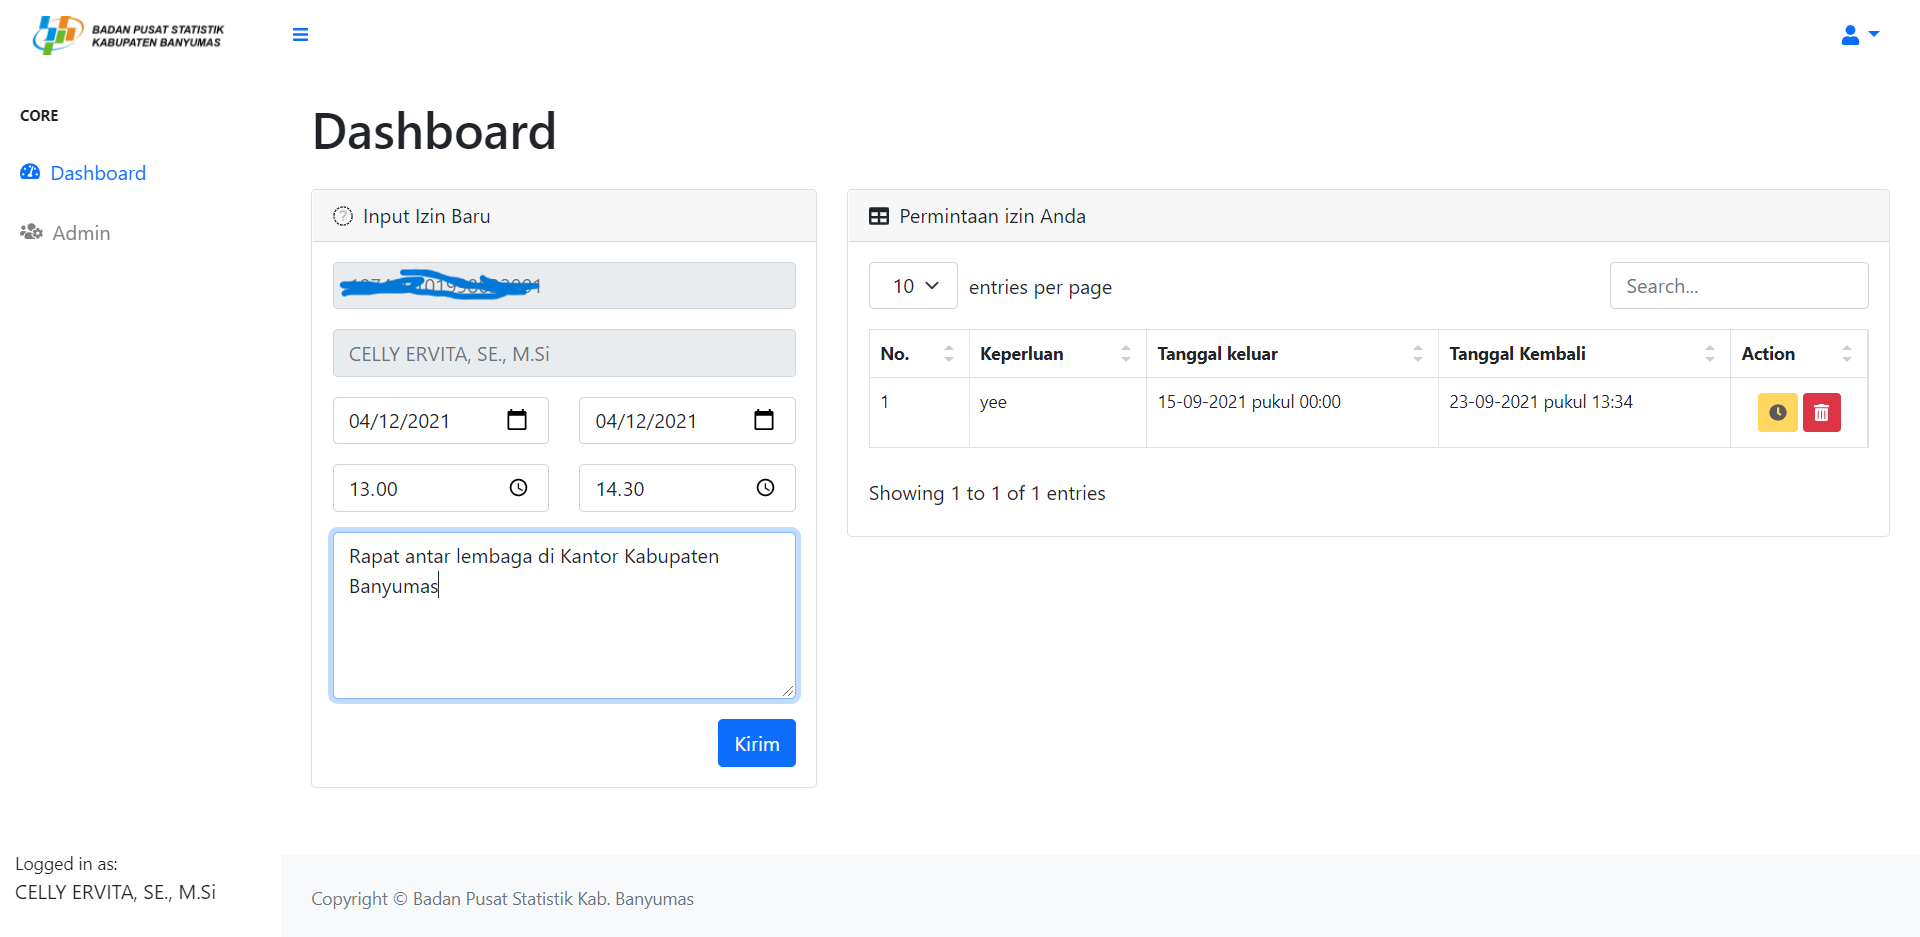 BADAN PUSAT STATISTIK
KABUPATEN BANYUMAS
CORE
Dashboard
Admin
Dashboard
Input Izin Baru
CELLY ERVITA, SE., M.Si
04/12/2021 04/12/2021
13.00 14.30
Rapat antar lembaga di Kantor Kabupaten
Banyumas
Kirim
Permintaan izin Anda
10 entries per page Search...
No. Keperluan Tanggal keluar Tanggal Kembali Action
1 yee 15-09-2021 pukul 00:00 23-09-2021 pukul 13:34
Showing 1 to 1 of 1 entries
Logged in as:
CELLY ERVITA, SE., M.Si
Copyright © Badan Pusat Statistik Kab. Banyumas